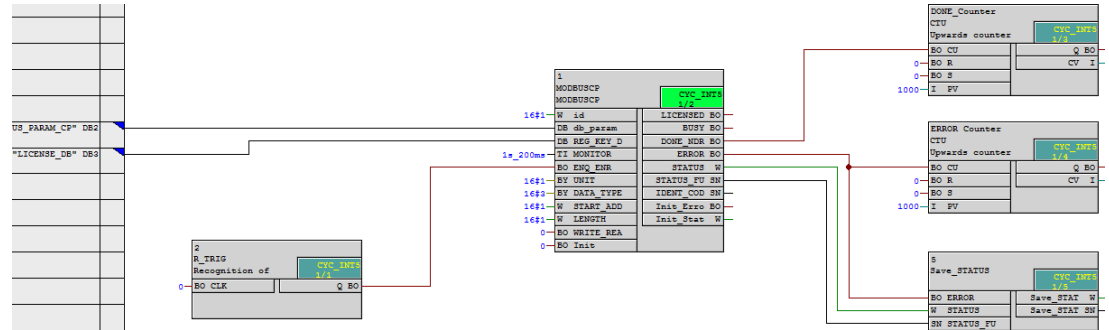 US_PARAM_CP" DB2
"LICENSE_DB" DB3
2
R_TRIG
Recognition of
CYC_INT5
1/1
0
BO CLK
Q BO
1
MODBUSCP
MODBUSCP
CYC_INT5
1/2
16#1 W id LICENSED BO
DB db_param BUSY BO
DB REG_KEY_D DONE_NDR BO
1s_200ms TI MONITOR ERROR BO
BO ENQ_ENR STATUS W
16#1 BY UNIT STATUS_FU SN
16#3 BY DATA_TYPE IDENT_COD SN
16#1 W START_ADD Init_Erro BO
16#1 W LENGTH Init_Stat W
0 BO WRITE_REA
0 BO Init
DONE_Counter
CTU
Upwards counter
CYC_INT5
1/3
BO CU Q BO
0 BO R CV I
0 BO S
1000 I PV
ERROR Counter
CTU
Upwards counter
CYC_INT5
1/4
BO CU Q BO
0 BO R CV I
0 BO S
1000 I PV
5
Save_STATUS
CYC_INT5
1/5
BO ERROR Save_STAT W
W STATUS Save_STAT SN
SN STATUS_FU